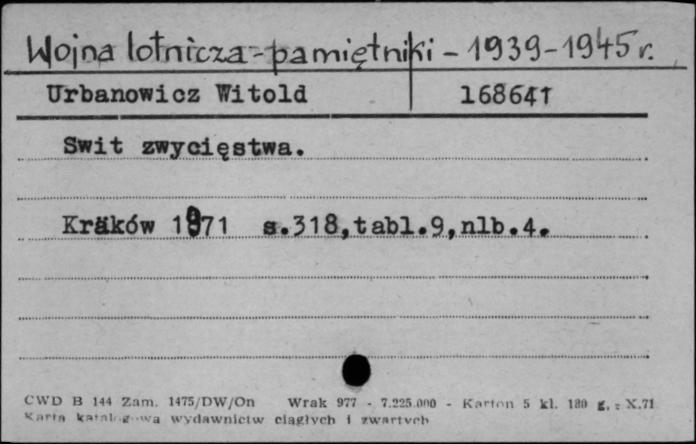 Wojna lotnicza - pamiętniki - 1939-1945 r.
Urbanowicz Witold 168641
Swit zwycięstwa.
Kraków 1971 s.318,tabl.9,nlb.4.
CWD B 144 Zam. 1475/DW/On Wrak 977 - 7.225.000 - Karton 5 kl. 180 g. - X.71
Karta katalogowa wydawnictw ciągłych i zwartych